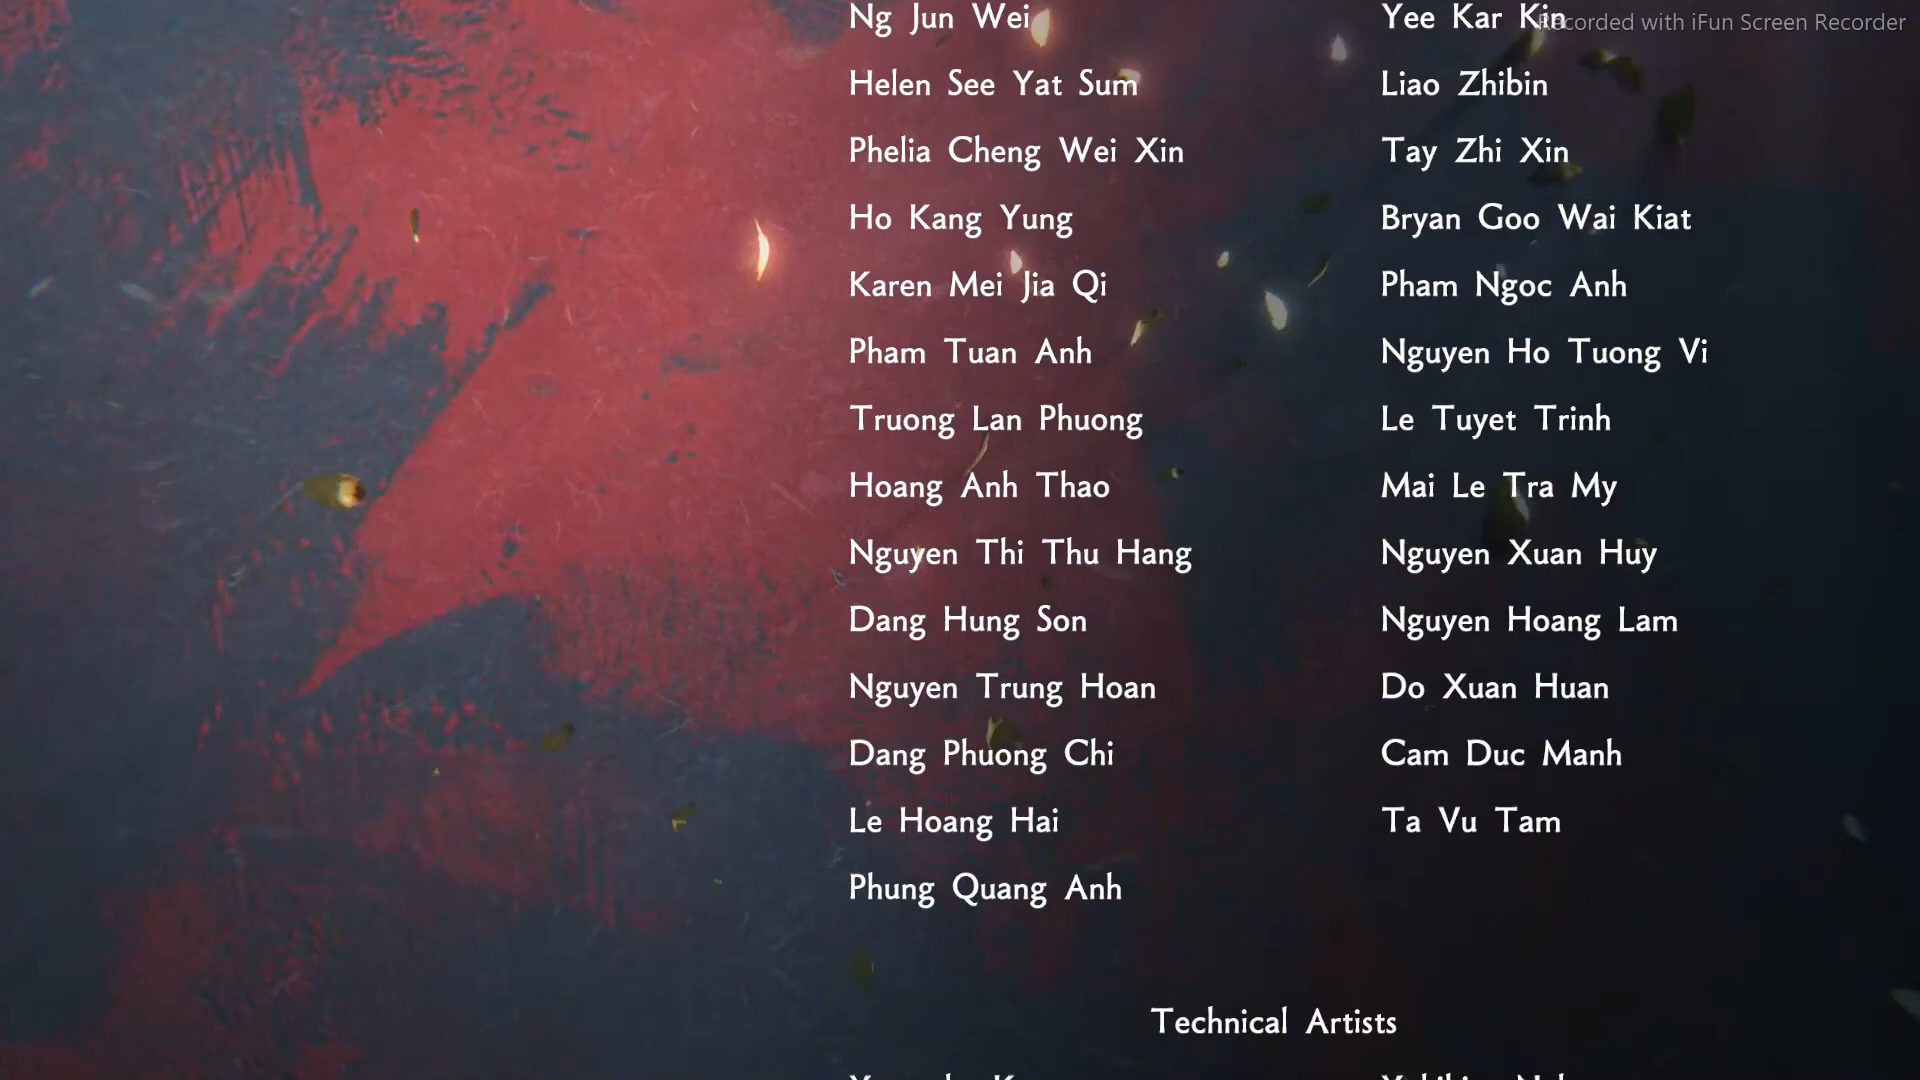 Recorded with iFun Screen Recorder
Ng Jun Wei
Yee Kar Kin
Helen See Yat Sum
Liao Zhibin
Phelia Cheng Wei Xin
Tay Zhi Xin
Ho Kang Yung
Bryan Goo Wai Kiat
Karen Mei Jia Qi
Pham Ngoc Anh
Pham Tuan Anh
Nguyen Ho Tuong Vi
Truong Lan Phuong
Le Tuyet Trinh
Hoang Anh Thao
Mai Le Tra My
Nguyen Thi Thu Hang
Nguyen Xuan Huy
Dang Hung Son
Nguyen Hoang Lam
Nguyen Trung Hoan
Do Xuan Huan
Dang Phuong Chi
Cam Duc Manh
Le Hoang Hai
Ta Vu Tam
Phung Quang Anh
Technical Artists